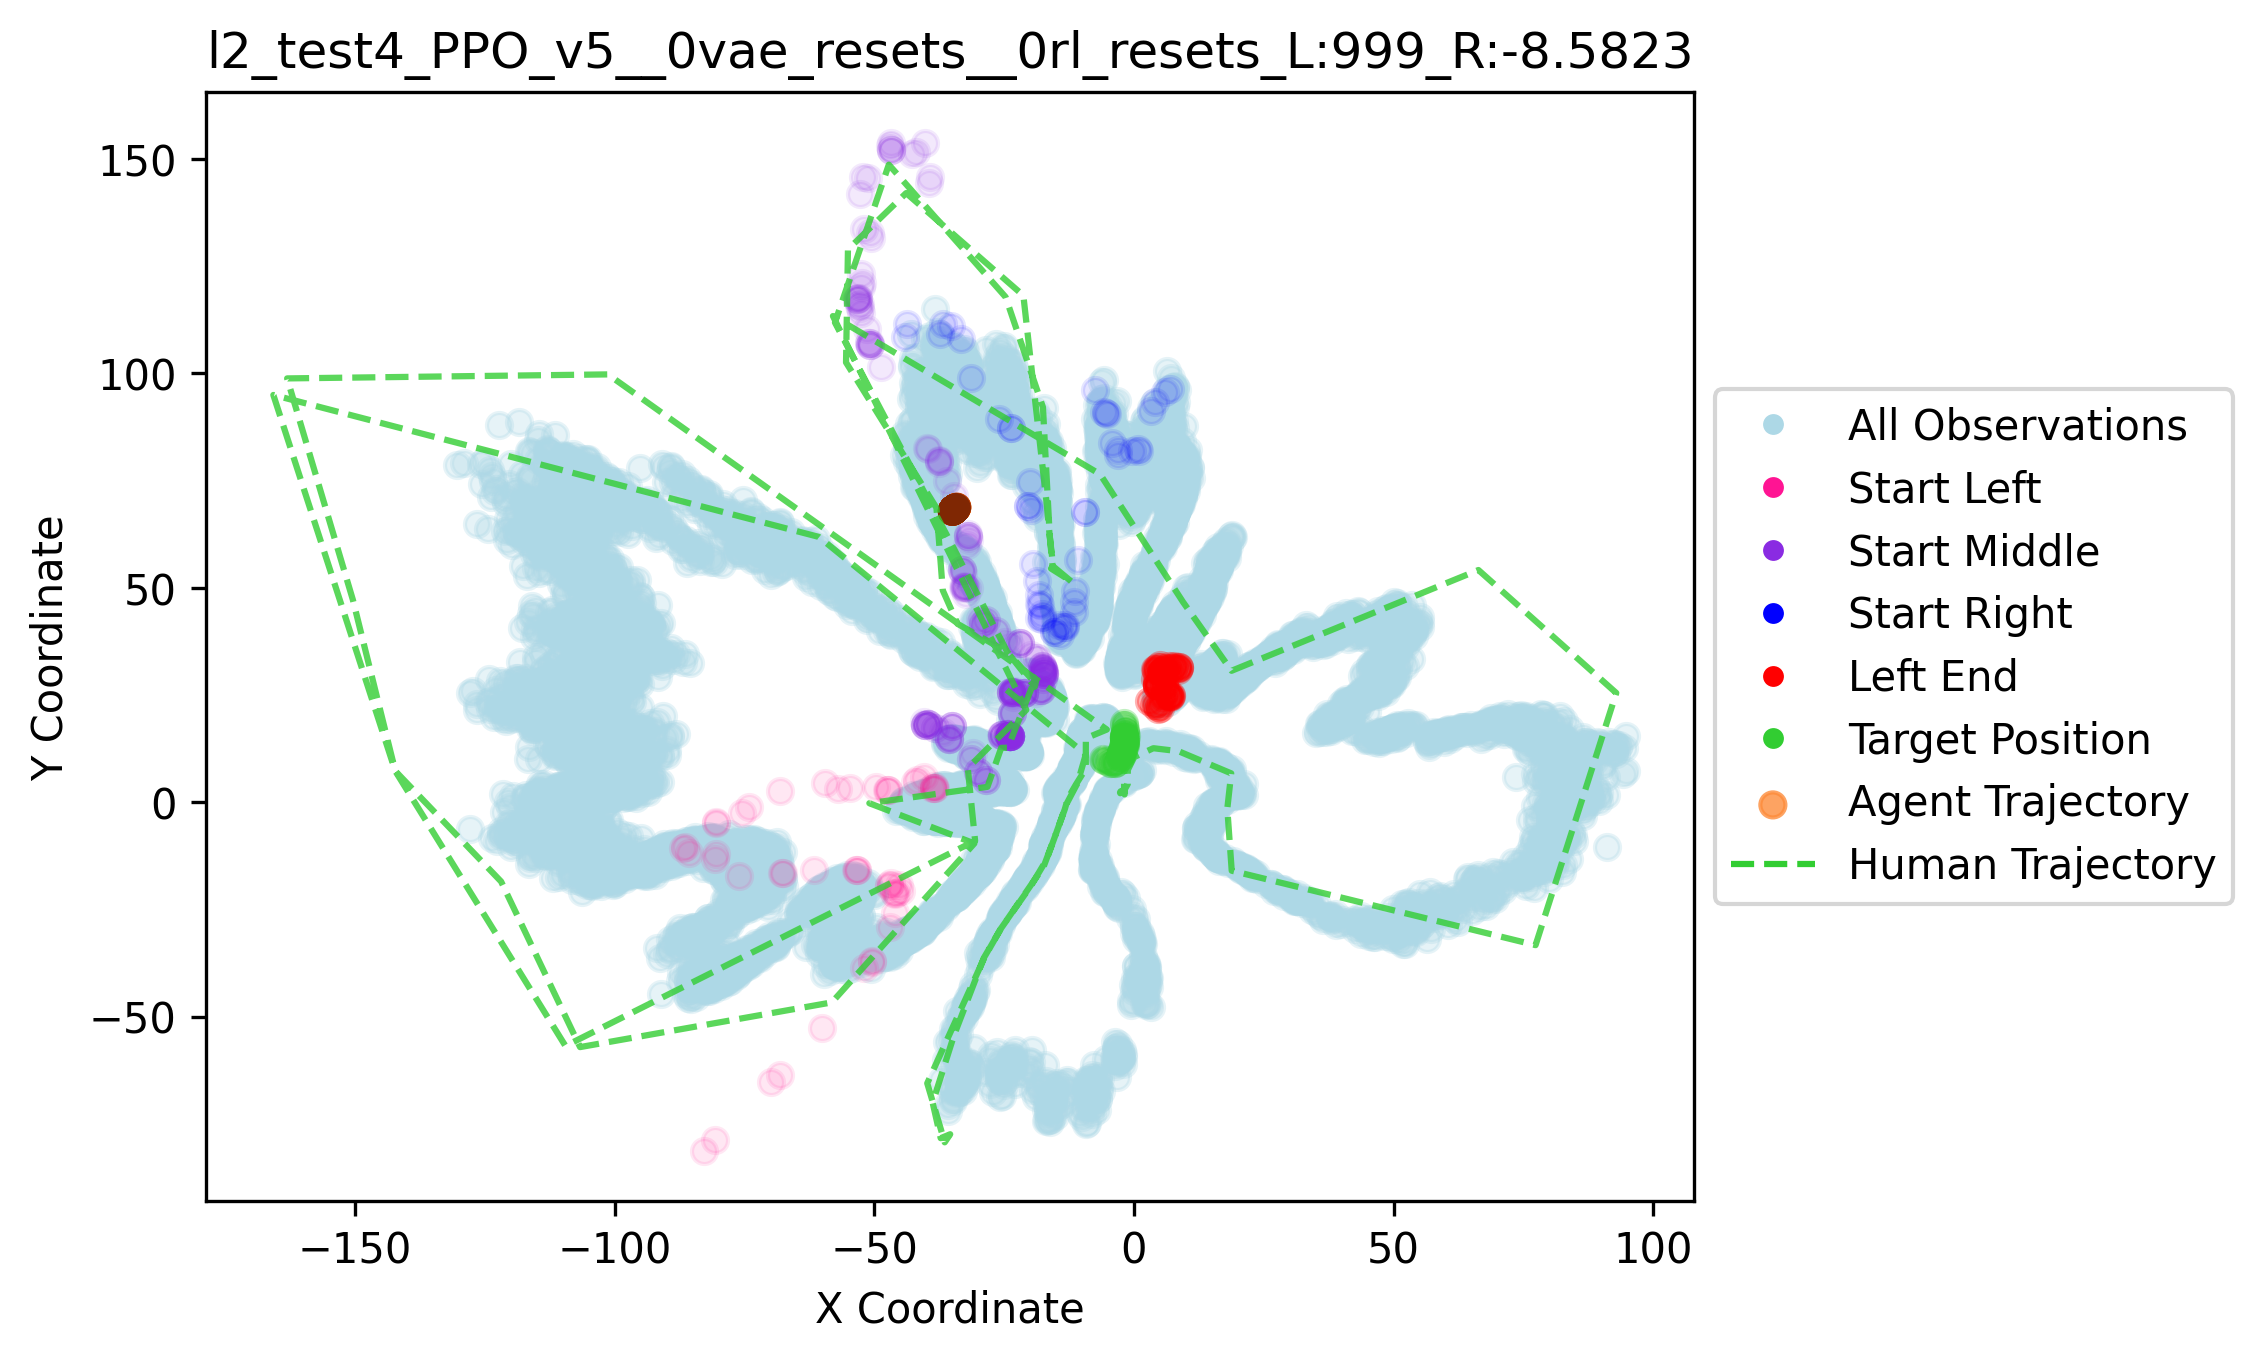 l2_test4_PPO_v5__0vae_resets__0rl_resets_L:999_R:-8.5823
150
100
50
0
−50
Y Coordinate
−150
−100
−50
0
50
100
X Coordinate
All Observations
Start Left
Start Middle
Start Right
Left End
Target Position
Agent Trajectory
Human Trajectory